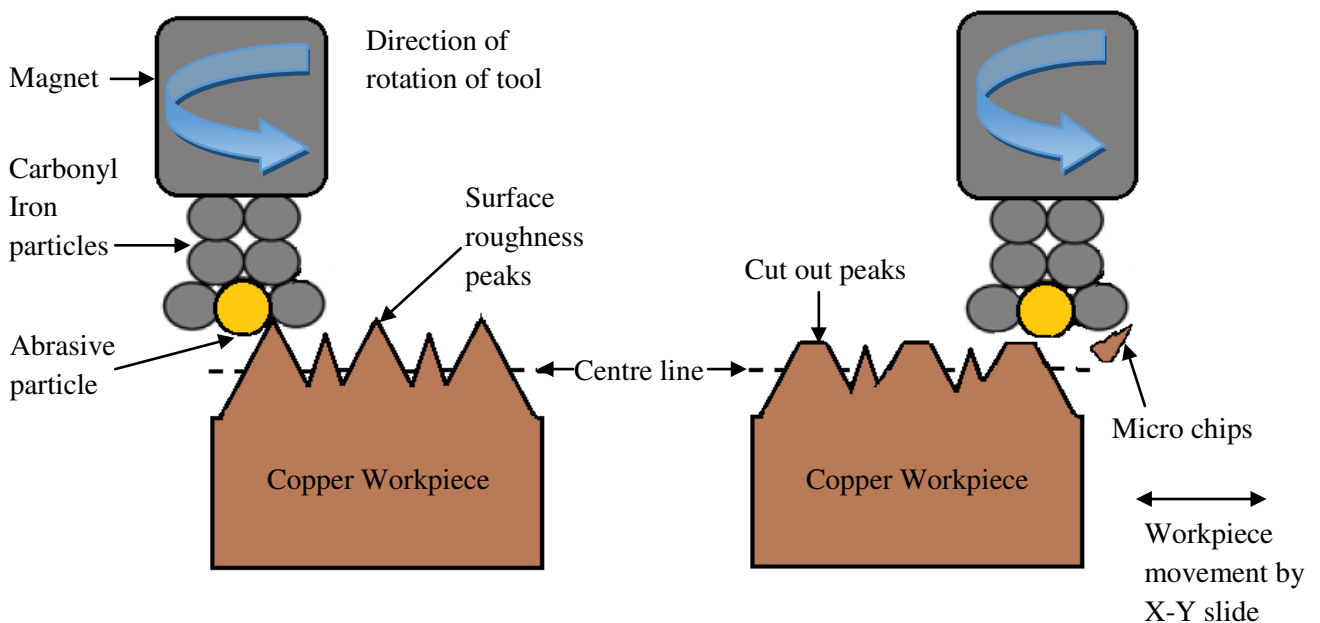 Direction of
rotation of tool
Magnet
Carbonyl
Iron
particles
Surface
roughness
peaks
Cut out peaks
Abrasive
particle
Centre line
Micro chips
Copper Workpiece
Copper Workpiece
Workpiece
movement by
X-Y slide